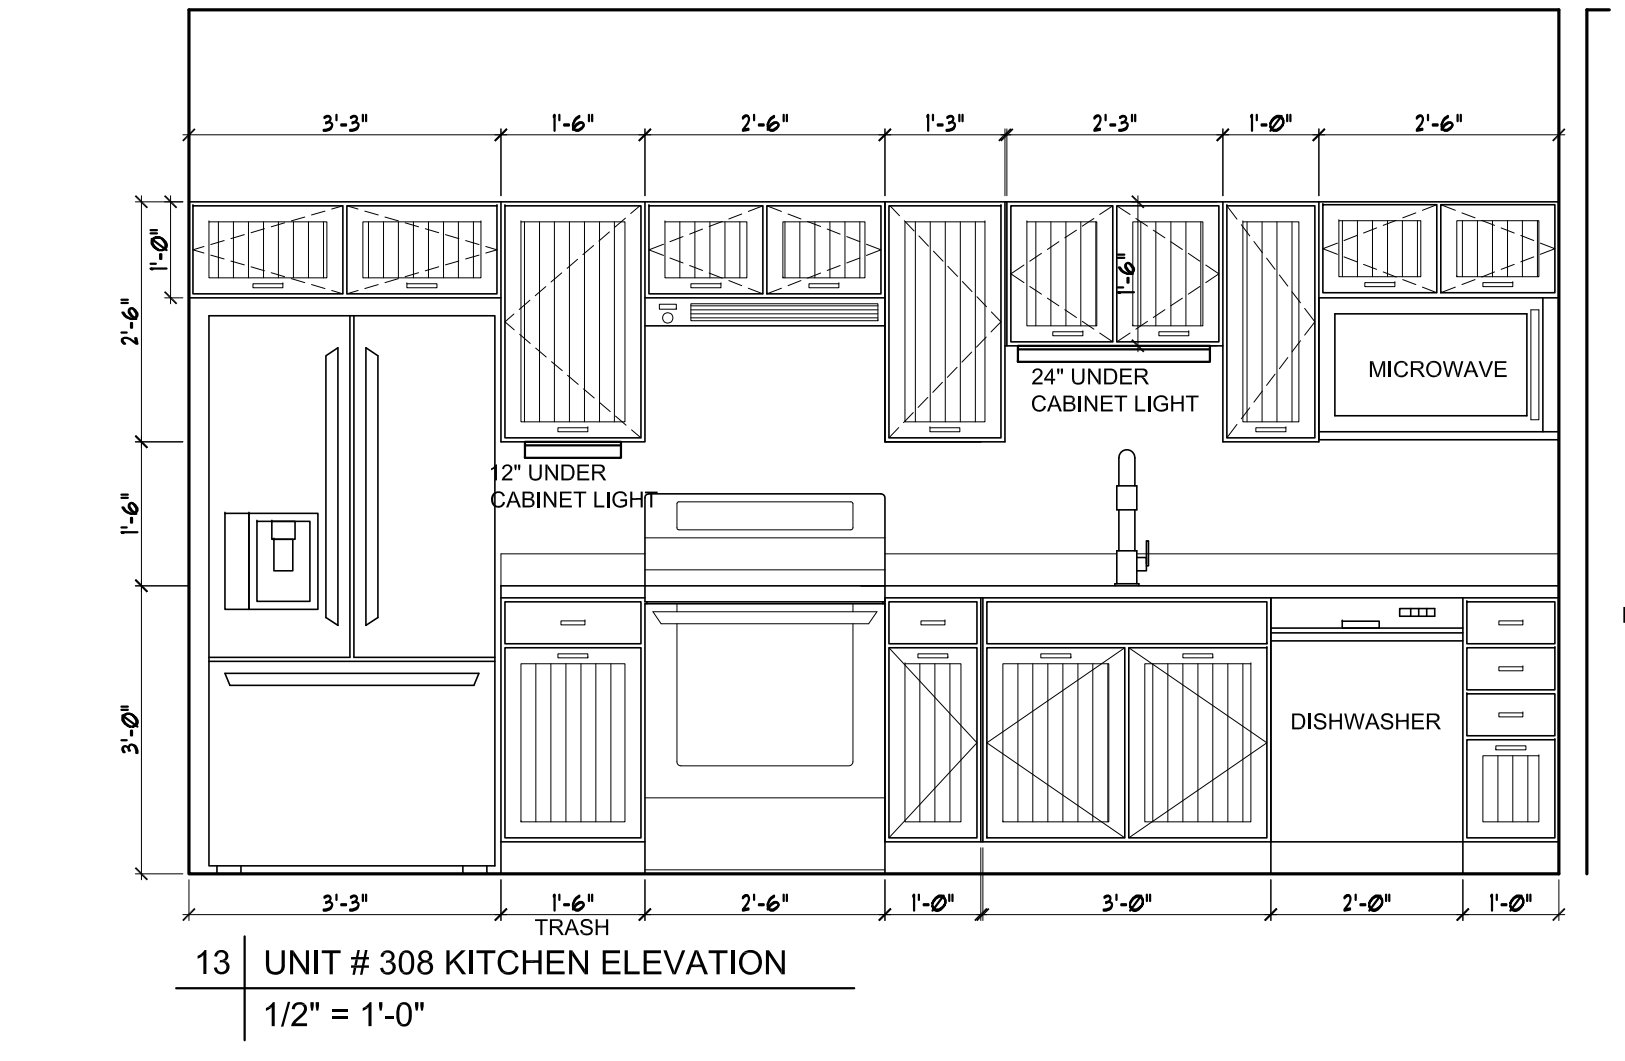 3'-3" 1'-6" 2'-6" 1'-3" 2'-3" 1'-0" 2'-6"
1'-0"
2'-6"
1'-6"
MICROWAVE
24" UNDER
CABINET LIGHT
12" UNDER
CABINET LIGHT
1'-6"
3'-0"
DISHWASHER
3'-3" 1'-6" 2'-6" 1'-0" 3'-0" 2'-0" 1'-0"
TRASH
13 UNIT # 308 KITCHEN ELEVATION
1/2" = 1'-0"